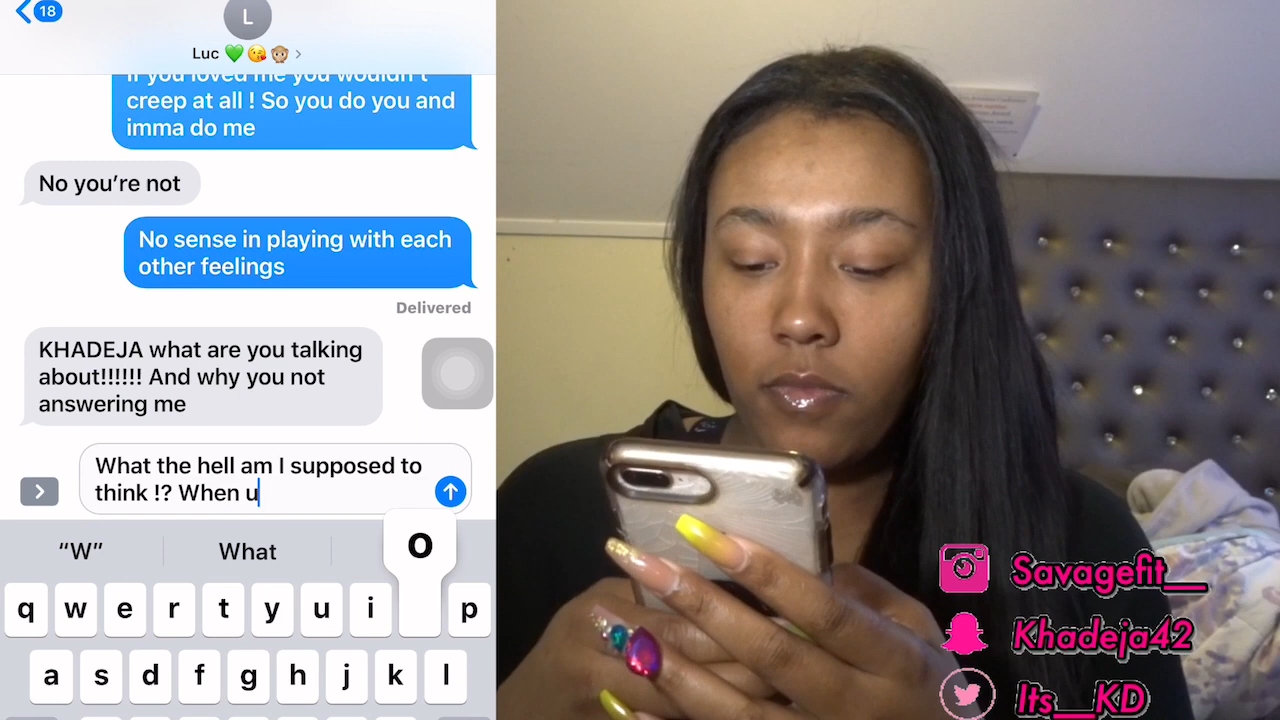 18
L
Luc 💚😘🐵 >
If you loved me you wouldn't
creep at all ! So you do you and
imma do me
No you're not
No sense in playing with each
other feelings
Delivered
KHADEJA what are you talking
about!!!!!! And why you not
answering me
What the hell am I supposed to
think !? When u
“W”
What
o
q w e r t y u i p
a s d f g h j k l
Savagefit__
Khadeja42
Its__KD